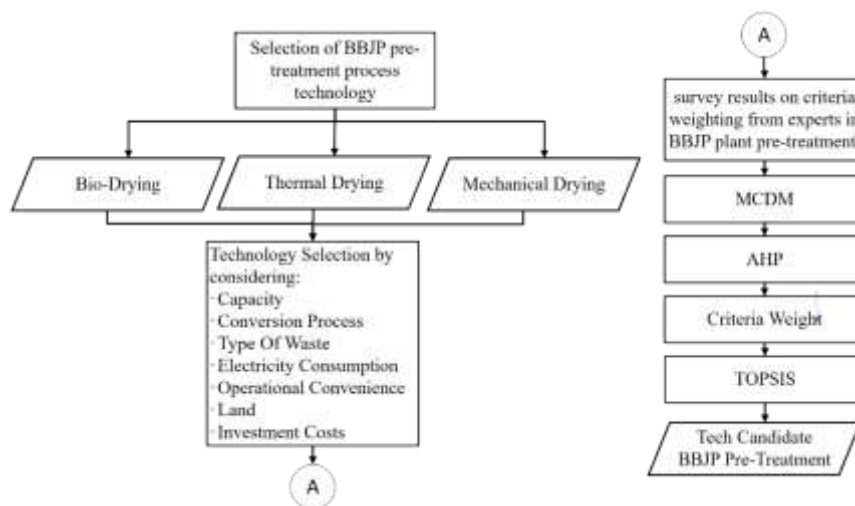 Selection of BBJP pre-
treatment process
technology
Bio-Drying
Thermal Drying
Mechanical Drying
Technology Selection by
considering:
· Capacity
· Conversion Process
· Type Of Waste
· Electricity Consumption
· Operational Convenience
· Land
· Investment Costs
A
A
survey results on criteria
weighting from experts in
BBJP plant pre-treatment
MCDM
AHP
Criteria Weight
TOPSIS
Tech Candidate
BBJP Pre-Treatment